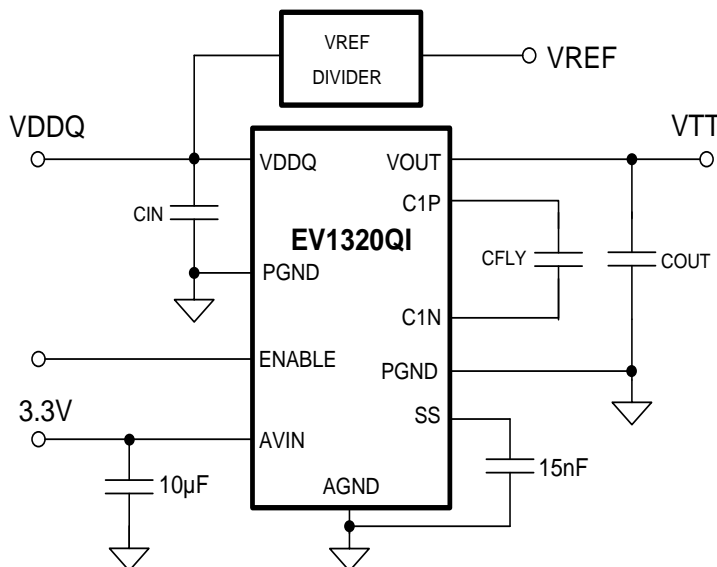 VREF
DIVIDER
VREF
VDDQ
VTT
VDDQ
VOUT
CIN
C1P
EV1320QI
CFLY
COUT
PGND
C1N
ENABLE
PGND
3.3V
SS
AVIN
10µF
15nF
AGND